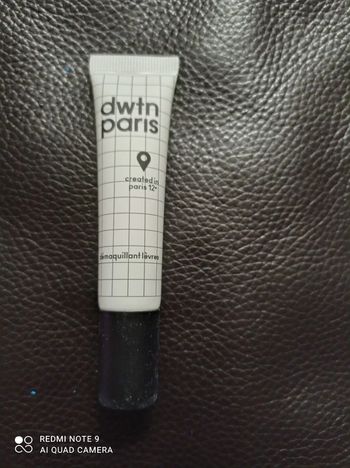 dwtn
paris
created in
paris 12e
démaquillant lèvres
REDMI NOTE 9
AI QUAD CAMERA